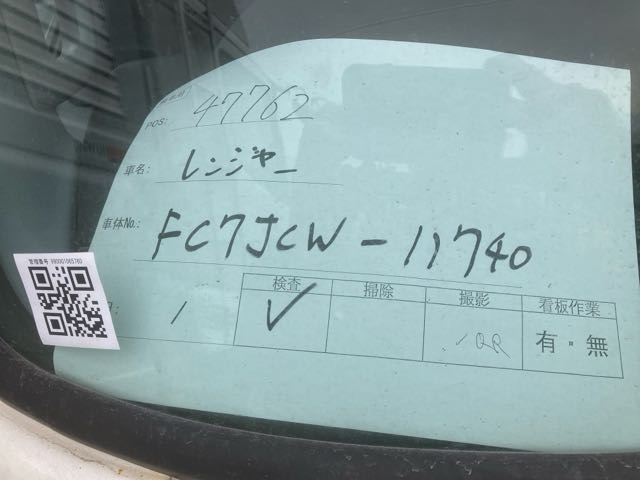 POS: 47762
車名: レンジャー
車体No.: FC7JCW-11740
検査 掃除 撮影 看板作業
1 ✓ 有・無